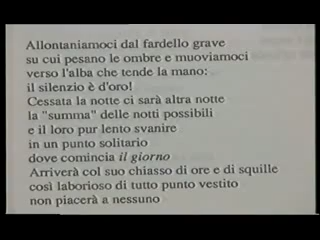 Allontaniamoci dal fardello grave
su cui pesano le ombre e muoviamoci
verso l'alba che tende la mano:
il silenzio è d'oro!
Cessata la notte ci sarà altra notte
la "summa" delle notti possibili
e il loro pur lento svanire
in un punto solitario
dove comincia il giorno
Arriverà col suo chiasso di ore e di squille
così laborioso di tutto punto vestito
non piacerà a nessuno